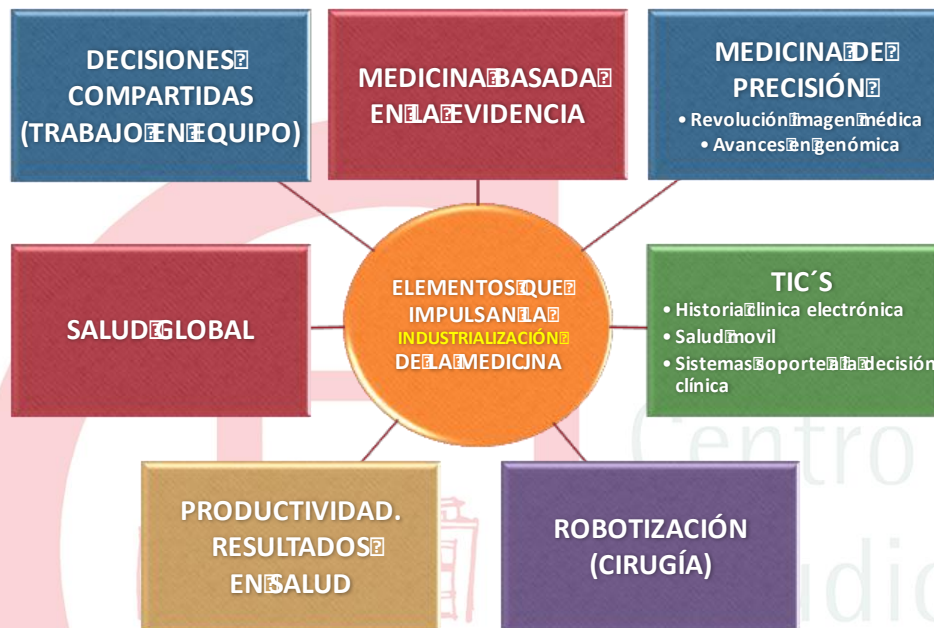 DECISIONES
COMPARTIDAS
(TRABAJO EN EQUIPO)
MEDICINA BASADA
EN LA EVIDENCIA
MEDICINA DE
PRECISIÓN
• Revolución imagen médica
• Avances en genómica
SALUD GLOBAL
ELEMENTOS QUE
IMPULSAN LA
INDUSTRIALIZACIÓN
DE LA MEDICINA
TIC´S
• Historia clinica electrónica
• Salud movil
• Sistemas soporte a la decisión
clínica
PRODUCTIVIDAD.
RESULTADOS
EN SALUD
ROBOTIZACIÓN
(CIRUGÍA)
Centro